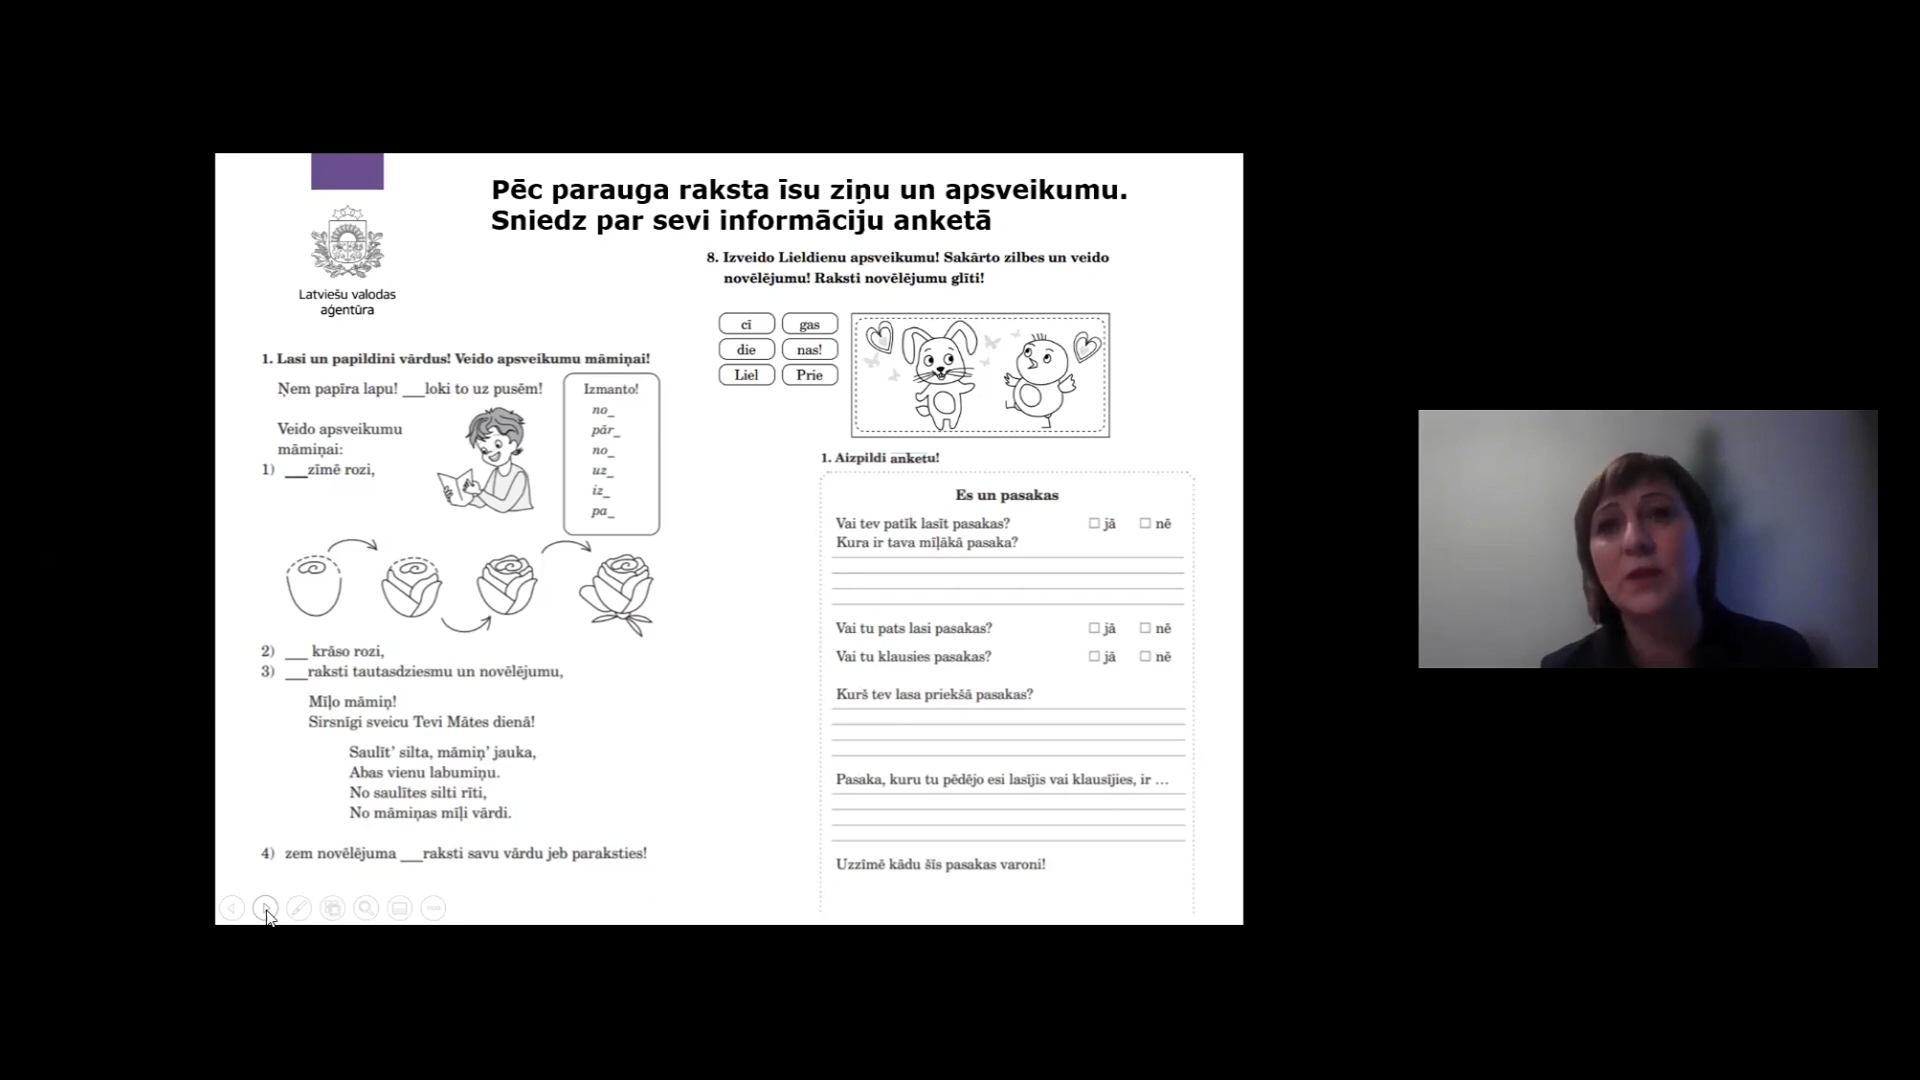 Latviešu valodas
aģentūra
Pēc parauga raksta īsu ziņu un apsveikumu.
Sniedz par sevi informāciju anketā
1. Lasi un papildini vārdus! Veido apsveikumu māmiņai!
Ņem papīra lapu! ___loki to uz pusēm!
Veido apsveikumu
māmiņai:
1) ___zīmē rozi,
Izmanto!
no_
pār_
no_
uz_
iz_
pa_
2) ___ krāso rozi,
3) ___raksti tautasdziesmu un novēlējumu,
Mīļo māmiņ!
Sirsnīgi sveicu Tevi Mātes dienā!
Saulīt’ silta, māmiņ’ jauka,
Abas vienu labumiņu.
No saulītes silti rīti,
No māmiņas mīļi vārdi.
4) zem novēlējuma ___raksti savu vārdu jeb paraksties!
8. Izveido Lieldienu apsveikumu! Sakārto zilbes un veido
novēlējumu! Raksti novēlējumu glīti!
cī gas
die nas!
Liel Prie
1. Aizpildi anketu!
Es un pasakas
Vai tev patīk lasīt pasakas? ☐ jā ☐ nē
Kura ir tava mīļākā pasaka?
Vai tu pats lasi pasakas? ☐ jā ☐ nē
Vai tu klausies pasakas? ☐ jā ☐ nē
Kurš tev lasa priekšā pasakas?
Pasaka, kuru tu pēdējo esi lasījis vai klausījies, ir ...
Uzzīmē kādu šīs pasakas varoni!